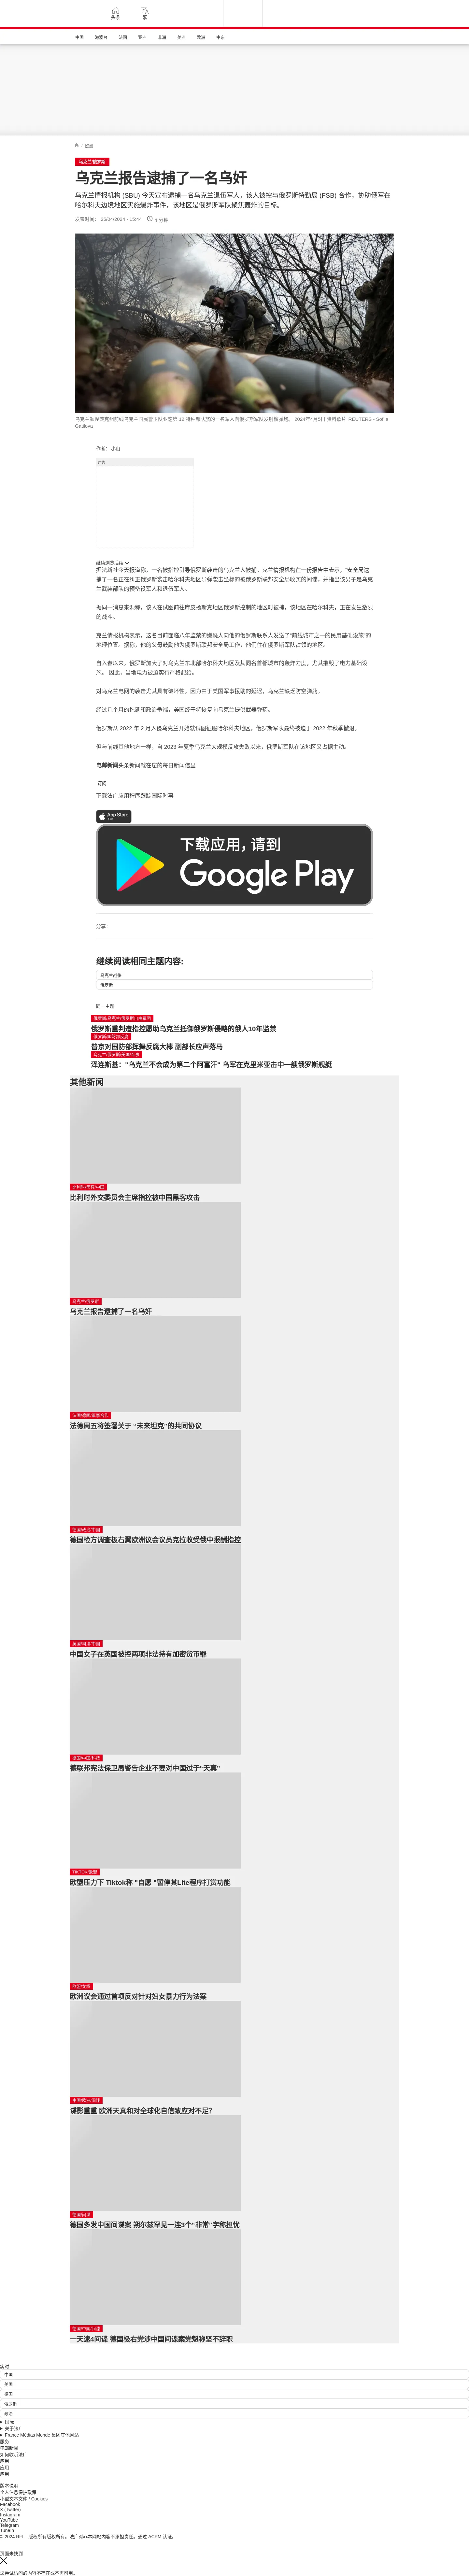 头条
繁
中国
港澳台
法国
亚洲
非洲
美洲
欧洲
中东
/ 政治
乌克兰/俄罗斯
乌克兰报告逮捕了一名乌奸
乌克兰情报机构 (SBU) 今天宣布逮捕一名乌克兰退伍军人，该人被控与俄罗斯特勤局 (FSB) 合作，协助俄军在
哈尔科夫边境地区实施爆炸事件，该地区是俄罗斯军队聚焦轰炸的目标。
发表时间： 25/04/2024 - 15:44
4 分钟
乌克兰顿涅茨克州前线乌克兰国民警卫队亚速第 12 特种部队旅的一名军人向俄罗斯军队发射榴弹炮。 2024年4月5日 资料照片. REUTERS - Sofiia
Gatilova
作者： 小山
广告
继续浏览后续
据法新社今天报道称，一名被指控引导俄罗斯袭击的乌克兰人被捕。克兰情报机构在一份报告中表示，"安全局逮
捕了一名正在纠正俄罗斯袭击哈尔科夫地区导弹袭击坐标的被俄罗斯联邦安全局收买的间谍，并指出该男子是乌克
兰武装部队的预备役军人和退伍军人。
据同一消息来源称，该人在试图前往库皮扬斯克地区俄罗斯控制的地区时被捕，该地区在哈尔科夫，正在发生激烈
的战斗。
克兰情报机构表示，这名目前面临八年监禁的嫌疑人向他的俄罗斯联系人发送了"前线城市之一的民用基础设施"的
地理位置。据称，他的父母鼓励他为俄罗斯联邦安全局工作，他们住在俄罗斯军队占领的地区。
自入春以来，俄罗斯加大了对乌克兰东北部哈尔科夫地区及其同名首都城市的轰炸力度，尤其摧毁了电力基础设
施。 因此，当地电力被迫实行严格配给。
对乌克兰电网的袭击尤其具有破坏性，因为由于美国军事援助的延迟，乌克兰缺乏防空弹药。
经过几个月的拖延和政治争端，美国终于将恢复向乌克兰提供武器弹药。
俄罗斯从 2022 年 2 月入侵乌克兰开始就试图征服哈尔科夫地区，俄罗斯军队最终被迫于 2022 年秋季撤退。
但与前线其他地方一样，自 2023 年夏季乌克兰大规模反攻失败以来，俄罗斯军队在该地区又占据主动。
电邮新闻头条新闻就在您的每日新闻信里
订阅
下载法广应用程序跟踪国际时事
App Store
下载应用，请到
Google Play
分享 :
继续阅读相同主题内容:
乌克兰战争
俄罗斯
同一主题
俄罗斯/乌克兰/俄罗斯自由军团
俄罗斯重判遭指控愿助乌克兰抵御俄罗斯侵略的俄人10年监禁
俄罗斯/国防部反腐
普京对国防部挥舞反腐大棒 副部长应声落马
乌克兰/俄罗斯/美国/军事
泽连斯基："乌克兰不会成为第二个阿富汗" 乌军在克里米亚击中一艘俄罗斯舰艇
其他新闻
比利时/黑客/中国
比利时外交委员会主席指控被中国黑客攻击
乌克兰/俄罗斯
乌克兰报告逮捕了一名乌奸
法国/德国/军事合作
法德周五将签署关于 “未来坦克”的共同协议
德国/政治/中国
德国检方调查极右翼欧洲议会议员克拉收受俄中报酬指控
英国/司法/中国
中国女子在英国被控两项非法持有加密货币罪
德国/中国/科技
德联邦宪法保卫局警告企业不要对中国过于“天真”
TIKTOK/欧盟
欧盟压力下 Tiktok称 "自愿 "暂停其Lite程序打赏功能
欧盟/女权
欧洲议会通过首项反对针对妇女暴力行为法案
中国/欧洲/间谍
谍影重重 欧洲天真和对全球化自信致应对不足?
德国/间谍
德国多发中国间谍案 朔尔兹罕见一连3个“非常”字称担忧
德国/中国/间谍
一天逮4间谍 德国极右党涉中国间谍案党魁称坚不辞职
实时
中国
美国
德国
俄罗斯
政治
国际
关于法广
France Médias Monde 集团其他网站
服务
电邮新闻
如何收听法广
应用
应用
应用
版本说明
个人信息保护政策
小型文本文件 / Cookies
Facebook
X (Twitter)
Instagram
YouTube
Telegram
TuneIn
© 2024 RFI – 版权所有版权所有。法广对非本网站内容不承担责任。通过 ACPM 认证。
页面未找到
您尝试访问的内容不存在或不再可用。